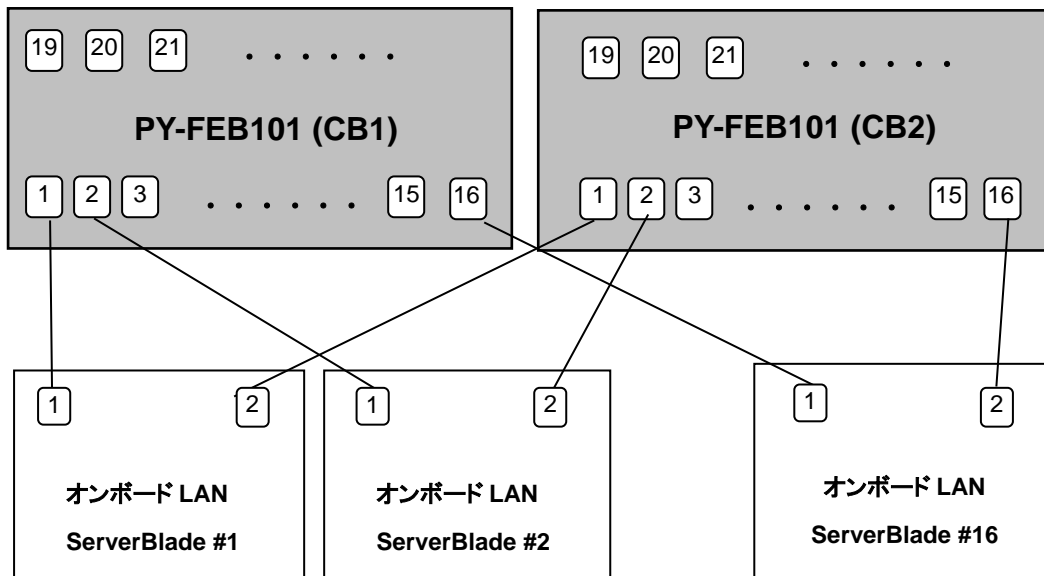 19 20 21 ・・・・・・
PY-FEB101 (CB1)
1 2 3 ・・・・・・ 15 16
19 20 21 ・・・・・・
PY-FEB101 (CB2)
1 2 3 ・・・・・・ 15 16
1 2
オンボード LAN
ServerBlade #1
1 2
オンボード LAN
ServerBlade #2
1 2
オンボード LAN
ServerBlade #16